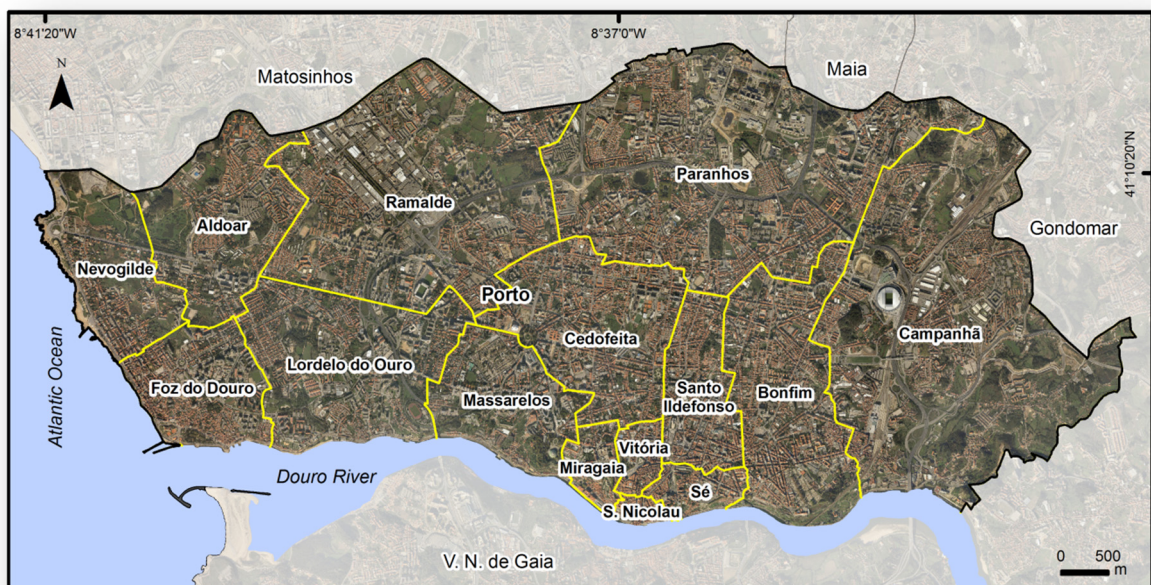 8°41'20"W
8°37'0"W
N
Matosinhos
Maia
41°10'20"N
Paranhos
Ramalde
Aldoar
Gondomar
Nevogilde
Porto
Campanhã
Cedofeita
Atlantic Ocean
Lordelo do Ouro
Foz do Douro
Santo
Ildefonso
Bonfim
Massarelos
Vitória
Miragaia
Douro River
Sé
S. Nicolau
V. N. de Gaia
0 500
m